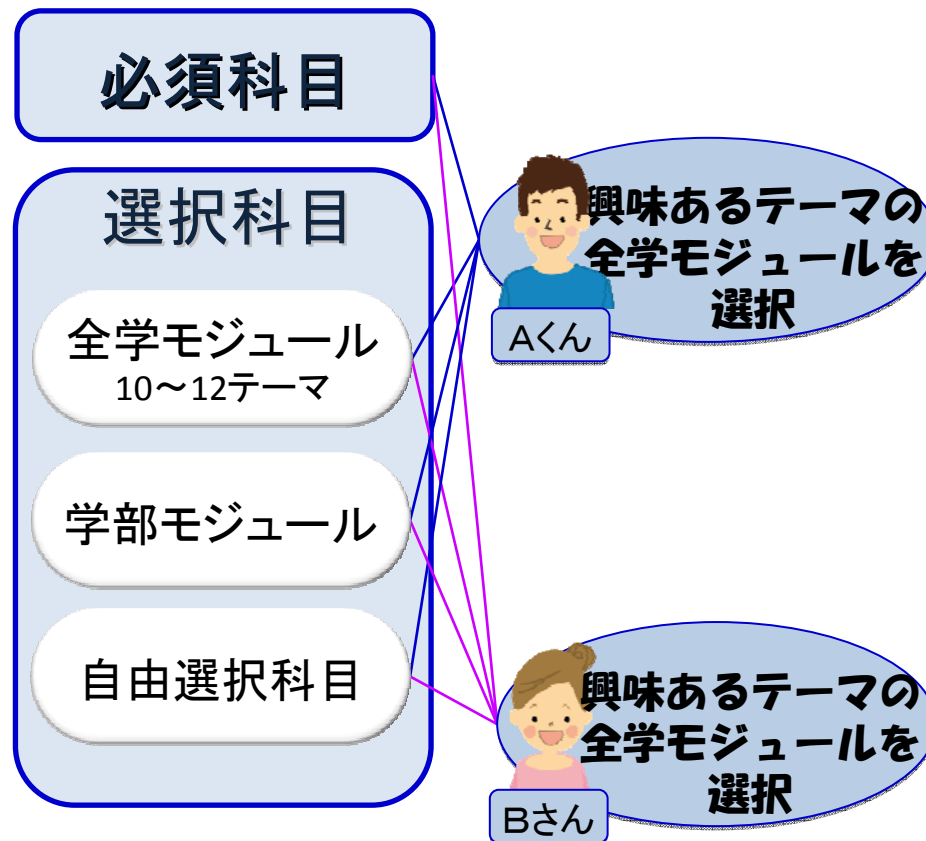 必須科目
選択科目
全学モジュール
10～12テーマ
学部モジュール
自由選択科目
興味あるテーマの
全学モジュールを
選択
Aくん
興味あるテーマの
全学モジュールを
選択
Bさん